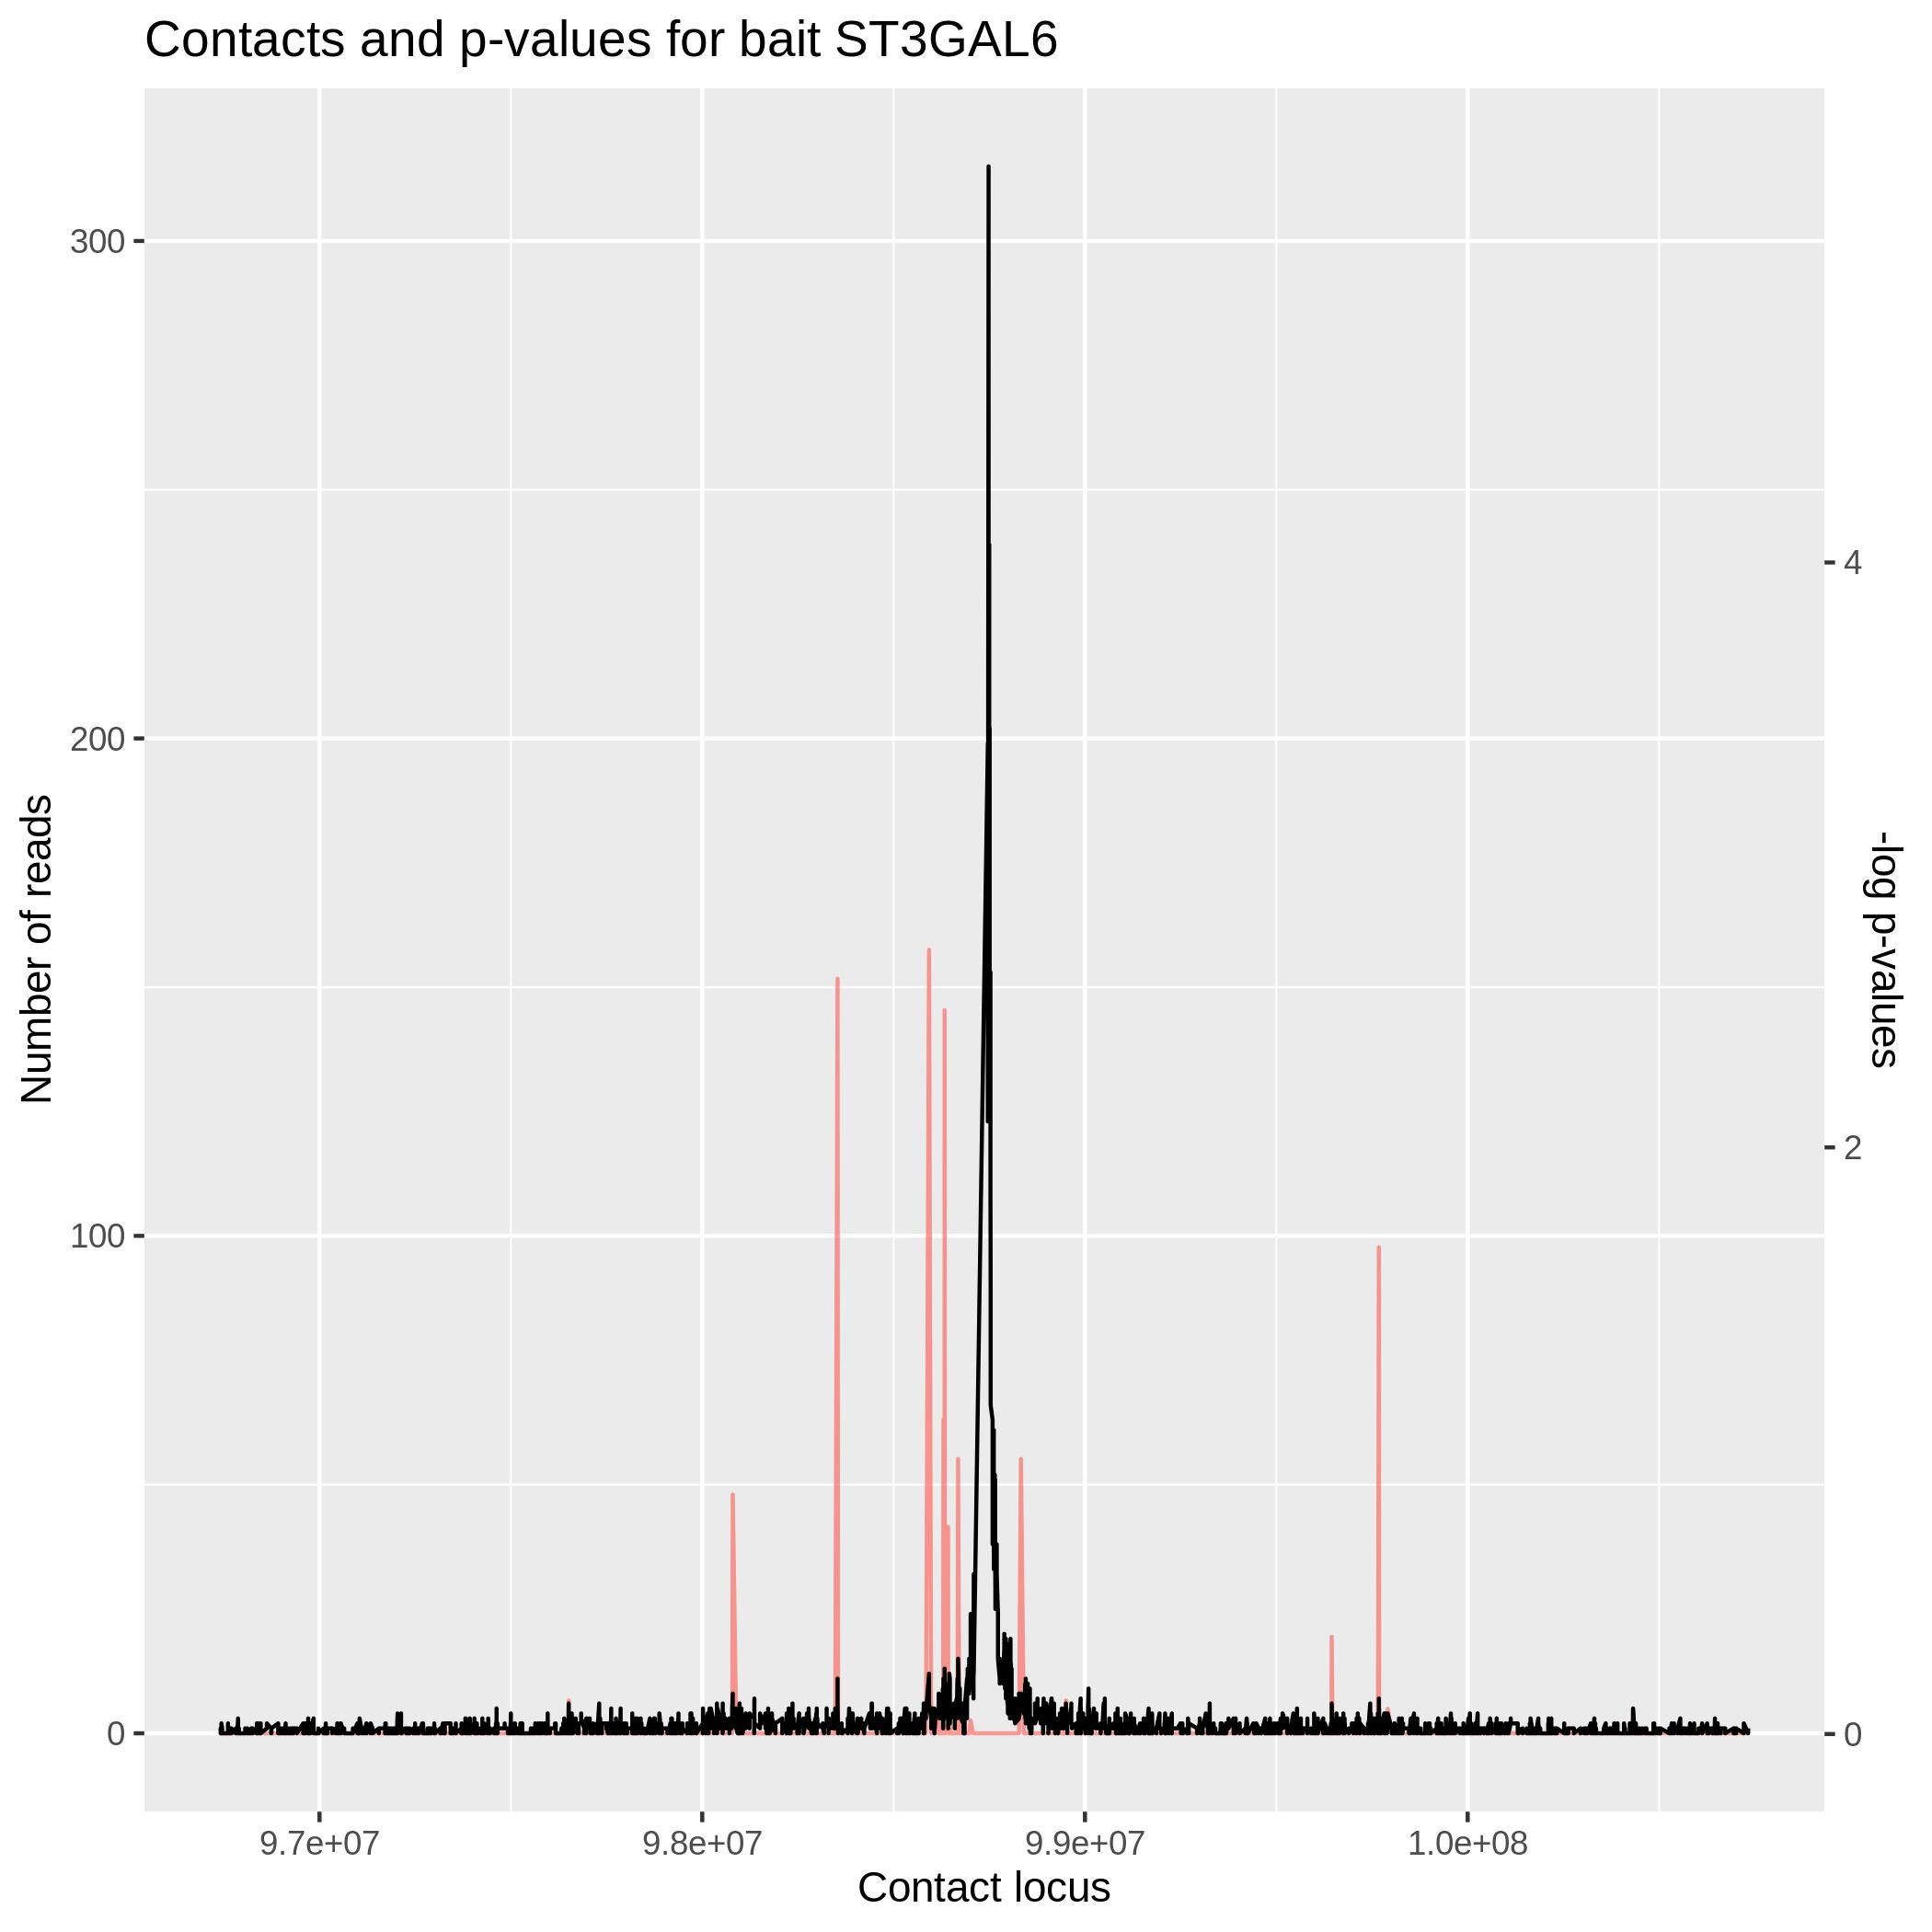 Contacts and p-values for bait ST3GAL6
300
200
100
0
Number of reads
4
2
0
-log p-values
9.7e+07
9.8e+07
9.9e+07
1.0e+08
Contact locus